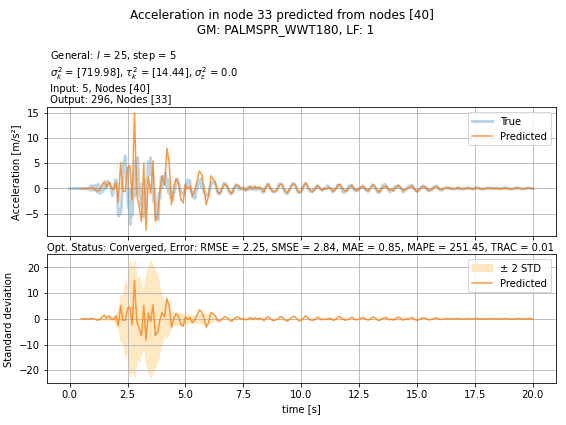 Acceleration in node 33 predicted from nodes [40]
GM: PALMSPR_WWT180, LF: 1
General: l = 25, step = 5
σ²ₖ = [719.98], τ²ₖ = [14.44], σ²_ε = 0.0
Input: 5, Nodes [40]
Output: 296, Nodes [33]
15
10
5
0
−5
Acceleration [m/s²]
True
Predicted
Opt. Status: Converged, Error: RMSE = 2.25, SMSE = 2.84, MAE = 0.85, MAPE = 251.45, TRAC = 0.01
20
10
0
−10
−20
Standard deviation
± 2 STD
Predicted
0.0 2.5 5.0 7.5 10.0 12.5 15.0 17.5 20.0
time [s]